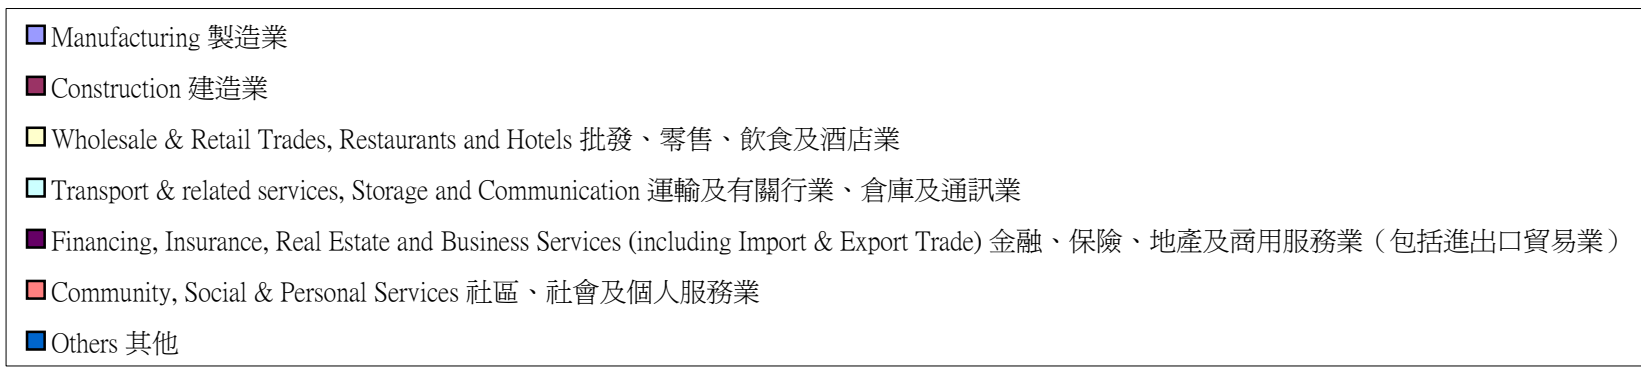 Manufacturing 製造業
Construction 建造業
Wholesale & Retail Trades, Restaurants and Hotels 批發、零售、飲食及酒店業
Transport & related services, Storage and Communication 運輸及有關行業、倉庫及通訊業
Financing, Insurance, Real Estate and Business Services (including Import & Export Trade) 金融、保險、地產及商用服務業（包括進出口貿易業）
Community, Social & Personal Services 社區、社會及個人服務業
Others 其他